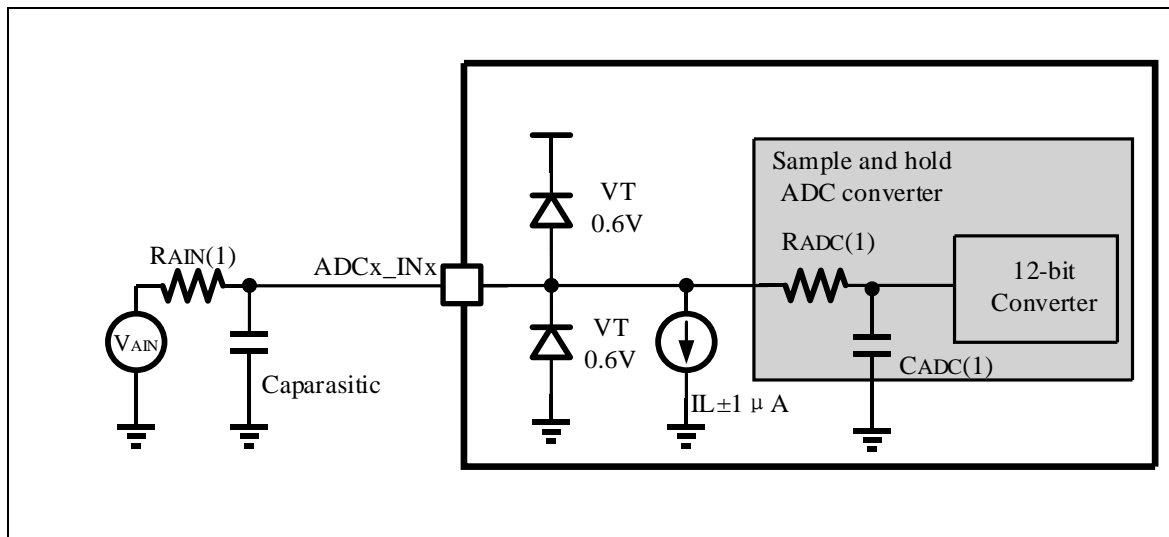 Sample and hold
ADC converter
VT
0.6V
RADC(1)
RAIN(1)
ADCx_INx
12-bit
Converter
VT
0.6V
VAIN
CADC(1)
Caparasitic
IL±1 μA